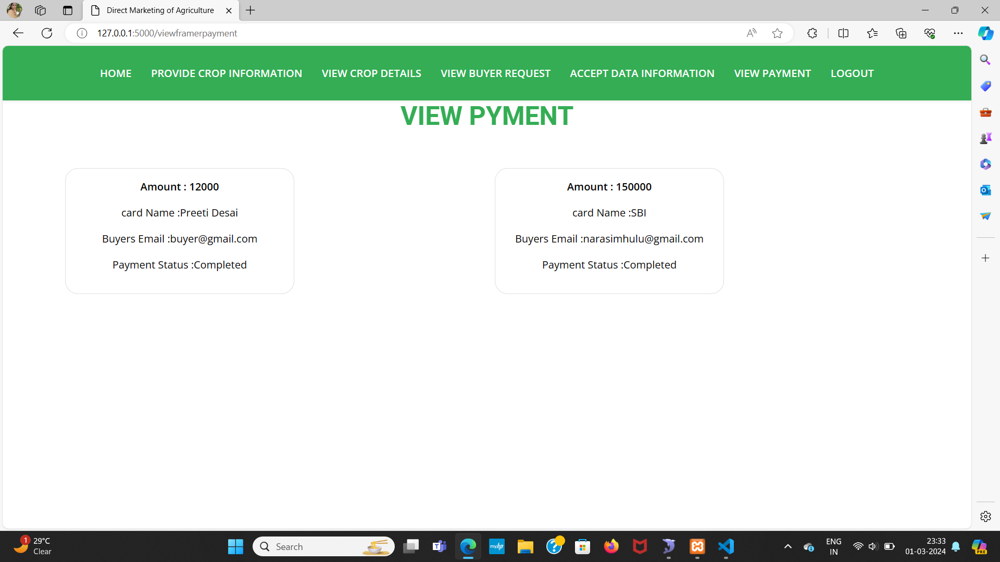 Direct Marketing of Agriculture
127.0.0.1:5000/viewframerpayment
HOME PROVIDE CROP INFORMATION VIEW CROP DETAILS VIEW BUYER REQUEST ACCEPT DATA INFORMATION VIEW PAYMENT LOGOUT
VIEW PYMENT
Amount : 12000
card Name :Preeti Desai
Buyers Email :buyer@gmail.com
Payment Status :Completed
Amount : 150000
card Name :SBI
Buyers Email :narasimhulu@gmail.com
Payment Status :Completed
1
29°C
Clear
Search
myhp
ENG
IN
23:33
01-03-2024
PRE